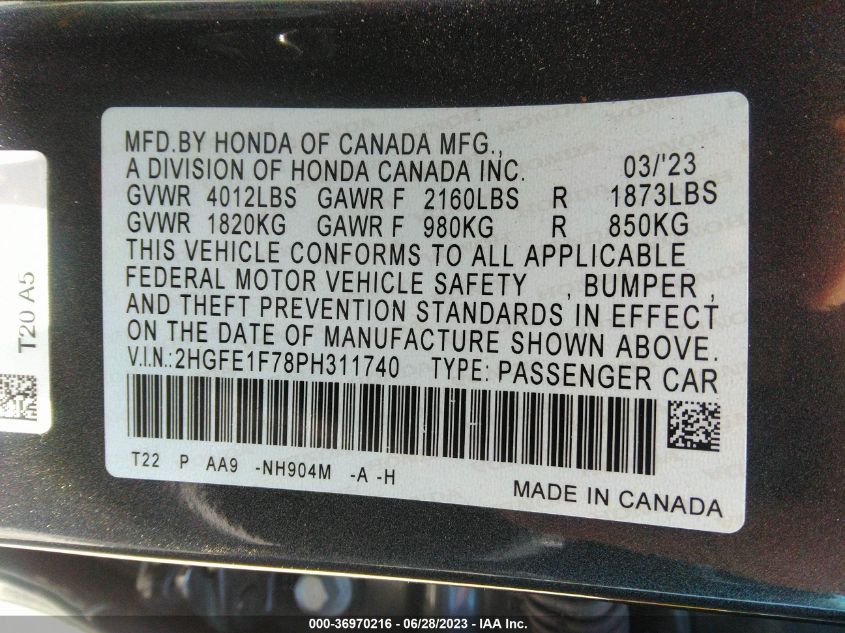 MFD.BY HONDA OF CANADA MFG.,
A DIVISION OF HONDA CANADA INC. 03/'23
GVWR 4012LBS GAWR F 2160LBS R 1873LBS
GVWR 1820KG GAWR F 980KG R 850KG
THIS VEHICLE CONFORMS TO ALL APPLICABLE
FEDERAL MOTOR VEHICLE SAFETY , BUMPER ,
AND THEFT PREVENTION STANDARDS IN EFFECT
ON THE DATE OF MANUFACTURE SHOWN ABOVE.
V.I.N.:2HGFE1F78PH311740 TYPE: PASSENGER CAR
T22 P AA9 -NH904M -A -H
MADE IN CANADA
T20 A5
000-36970216 - 06/28/2023 - IAA Inc.